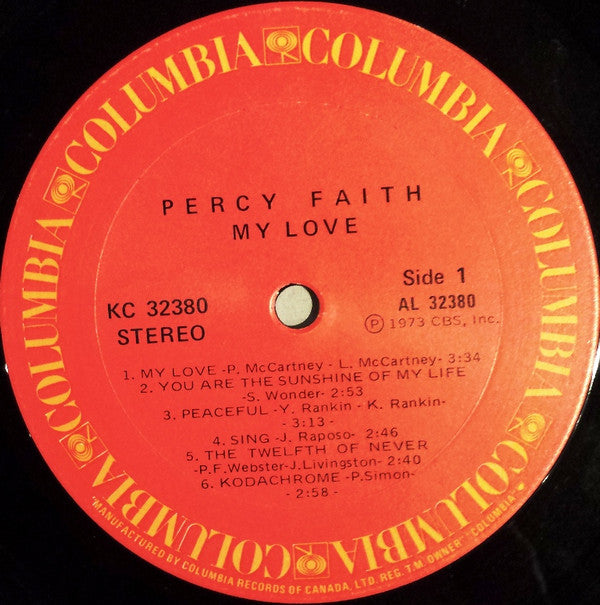 COLUMBIA COLUMBIA COLUMBIA COLUMBIA COLUMBIA COLUMBIA
PERCY FAITH
MY LOVE
KC 32380
STEREO
Side 1
AL 32380
Ⓟ 1973 CBS, Inc.
1. MY LOVE -P. McCartney - L. McCartney- 3:34
2. YOU ARE THE SUNSHINE OF MY LIFE
-S. Wonder- 2:53
3. PEACEFUL -Y. Rankin - K. Rankin-
- 3:13 -
4. SING -J. Raposo- 2:46
5. THE TWELFTH OF NEVER
-P.F.Webster-J.Livingston- 2:40
6. KODACHROME -P.Simon-
- 2:58 -
"MANUFACTURED BY COLUMBIA RECORDS OF CANADA, LTD. REG. T.M. OWNER" "COLUMBIA"